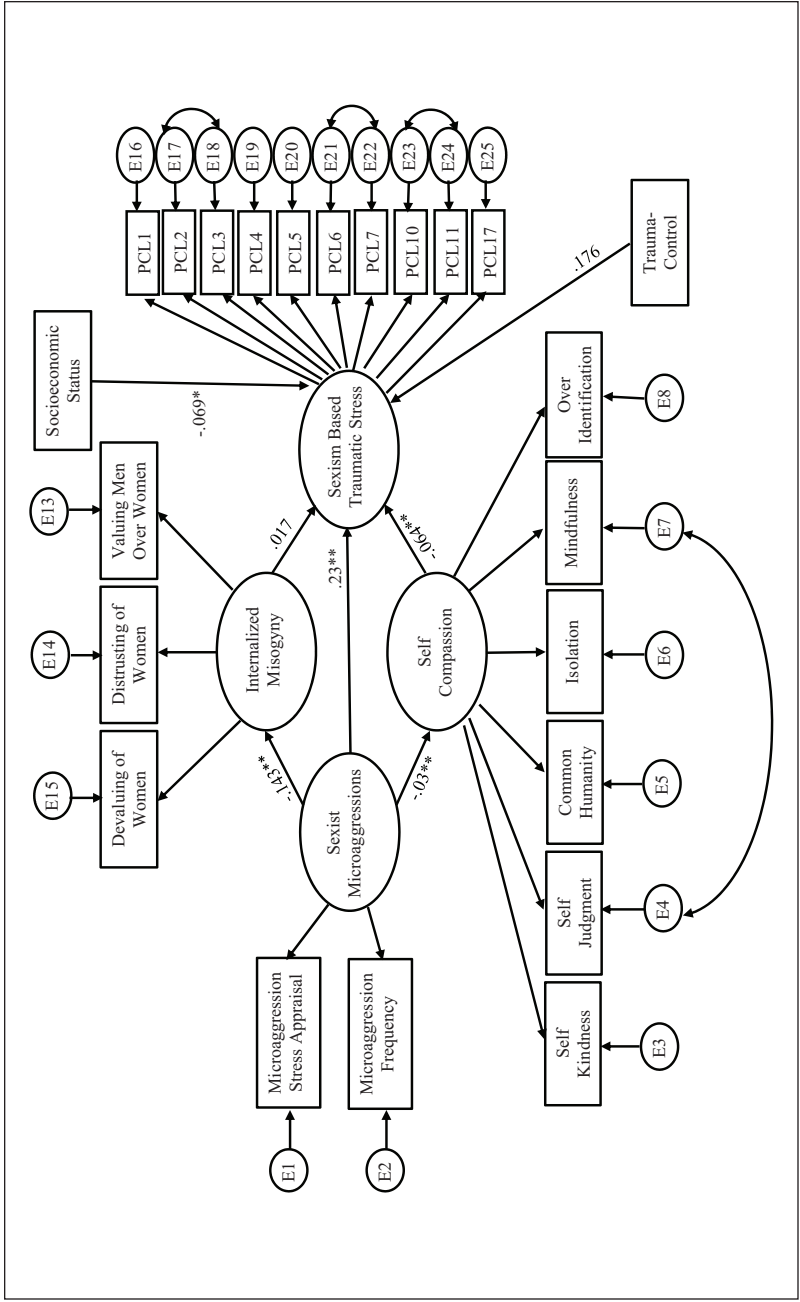 E1
Microaggression
Stress Appraisal
E2
Microaggression
Frequency
Sexist
Microaggressions
-.143**
.23**
-.03**
E15
Devaluing of
Women
E14
Distrusting of
Women
E13
Valuing Men
Over Women
Internalized
Misogyny
.017
Self
Compassion
-.064**
Self
Kindness
E3
Self
Judgment
E4
Common
Humanity
E5
Isolation
E6
Mindfulness
E7
Over
Identification
E8
Socioeconomic
Status
-.069*
Sexism Based
Traumatic Stress
.176
Trauma-
Control
PCL1
E16
PCL2
E17
PCL3
E18
PCL4
E19
PCL5
E20
PCL6
E21
PCL7
E22
PCL10
E23
PCL11
E24
PCL17
E25